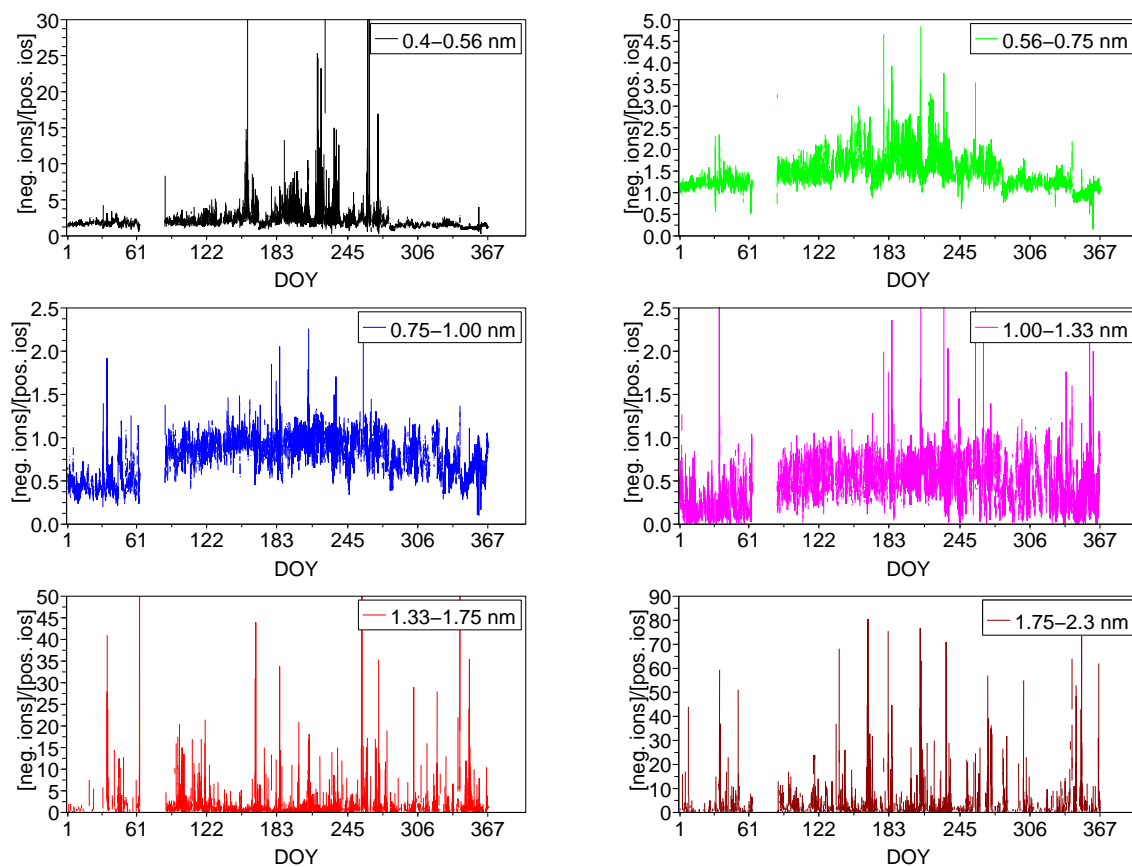 [neg. ions]/[pos. ios]
30
25
20
15
10
5
0
0.4−0.56 nm
1 61 122 183 245 306 367
DOY
[neg. ions]/[pos. ios]
5.0
4.5
4.0
3.5
3.0
2.5
2.0
1.5
1.0
0.5
0.0
0.56−0.75 nm
1 61 122 183 245 306 367
DOY
[neg. ions]/[pos. ios]
2.5
2.0
1.5
1.0
0.5
0.0
0.75−1.00 nm
1 61 122 183 245 306 367
DOY
[neg. ions]/[pos. ios]
2.5
2.0
1.5
1.0
0.5
0.0
1.00−1.33 nm
1 61 122 183 245 306 367
DOY
[neg. ions]/[pos. ios]
50
45
40
35
30
25
20
15
10
5
0
1.33−1.75 nm
1 61 122 183 245 306 367
DOY
[neg. ions]/[pos. ios]
90
80
70
60
50
40
30
20
10
0
1.75−2.3 nm
1 61 122 183 245 306 367
DOY